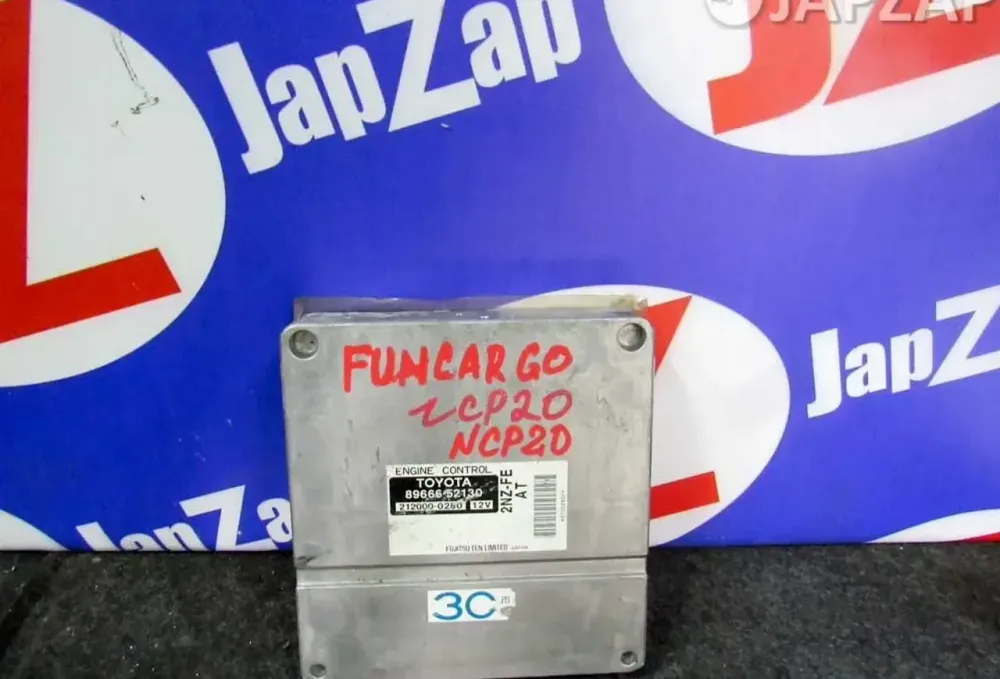 JAPZAP
JapZap
JapZ
FUNCARGO
NCP20
ENGINE CONTROL
TOYOTA
89666-52130
212000-0280 12V
2NZ-FE
AT
FUJITSU TEN LIMITED
3C